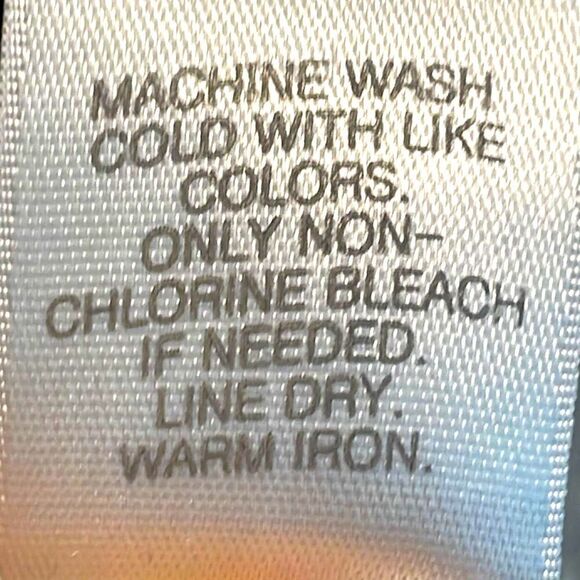 MACHINE WASH
COLD WITH LIKE
COLORS.
ONLY NON-
CHLORINE BLEACH
IF NEEDED.
LINE DRY.
WARM IRON.